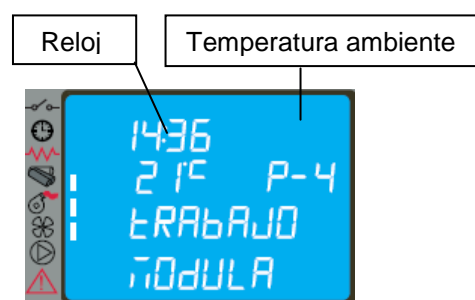 Reloj
Temperatura ambiente
14:36
21°C P-4
tRAbAJO
MOdULA